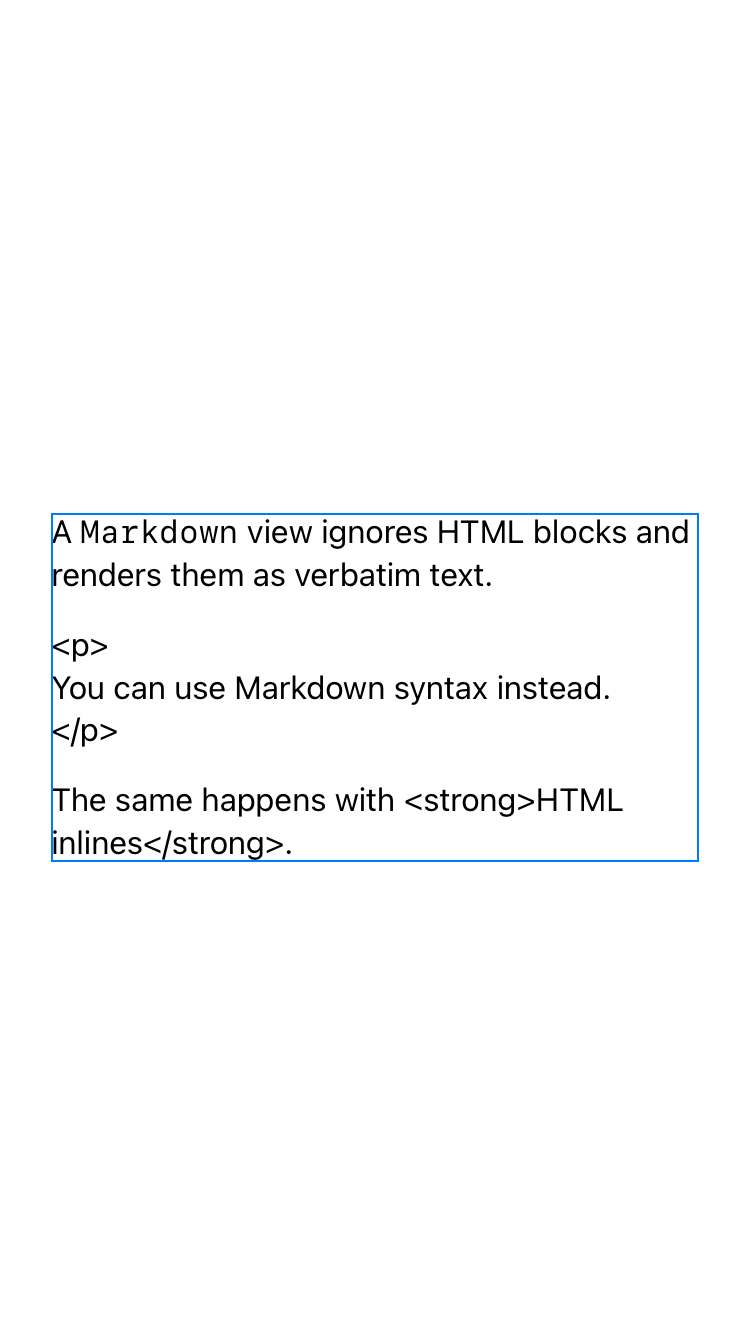 A Markdown view ignores HTML blocks and
renders them as verbatim text.
<p>
You can use Markdown syntax instead.
</p>
The same happens with <strong>HTML
inlines</strong>.